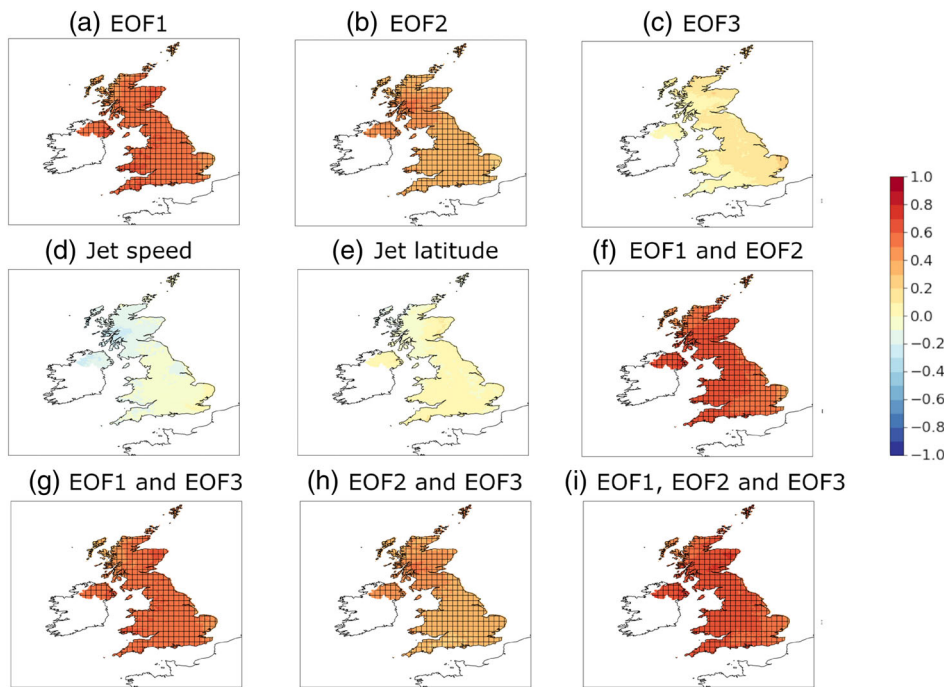 (a) EOF1
(b) EOF2
(c) EOF3
(d) Jet speed
(e) Jet latitude
(f) EOF1 and EOF2
(g) EOF1 and EOF3
(h) EOF2 and EOF3
(i) EOF1, EOF2 and EOF3
1.0
0.8
0.6
0.4
0.2
0.0
−0.2
−0.4
−0.6
−0.8
−1.0